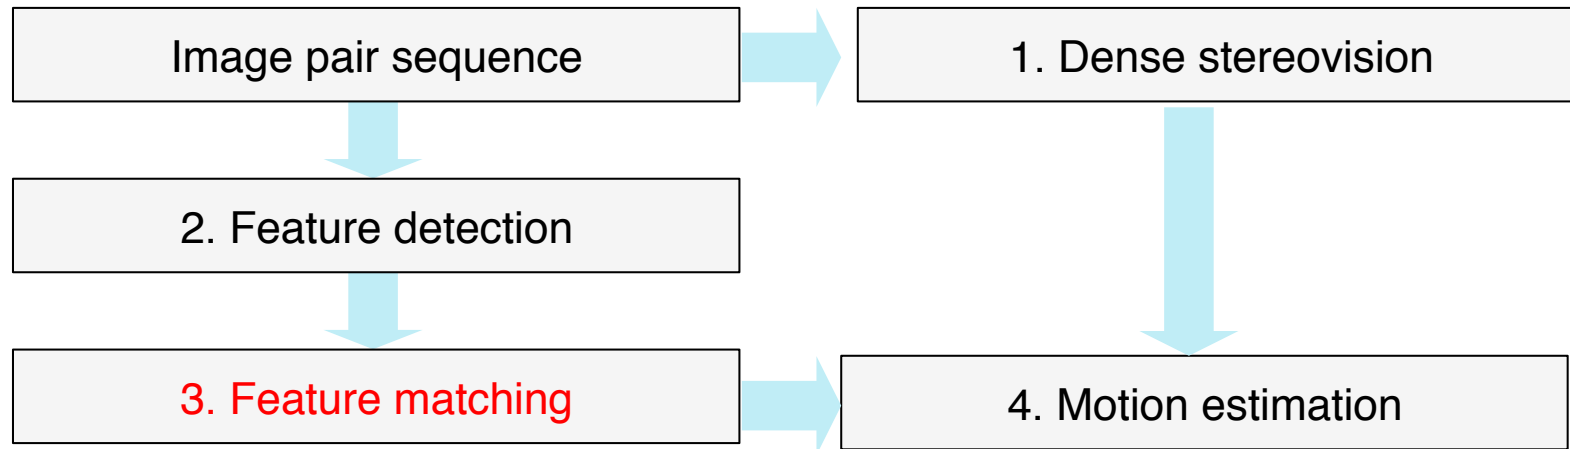 Image pair sequence
1. Dense stereovision
2. Feature detection
3. Feature matching
4. Motion estimation